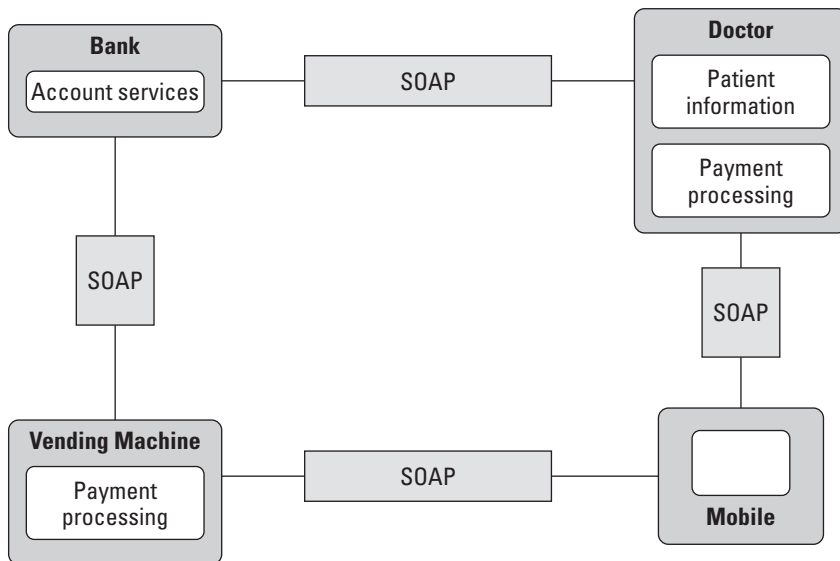 Bank
Account services
SOAP
Doctor
Patient
information
Payment
processing
SOAP
SOAP
Vending Machine
Payment
processing
SOAP
Mobile